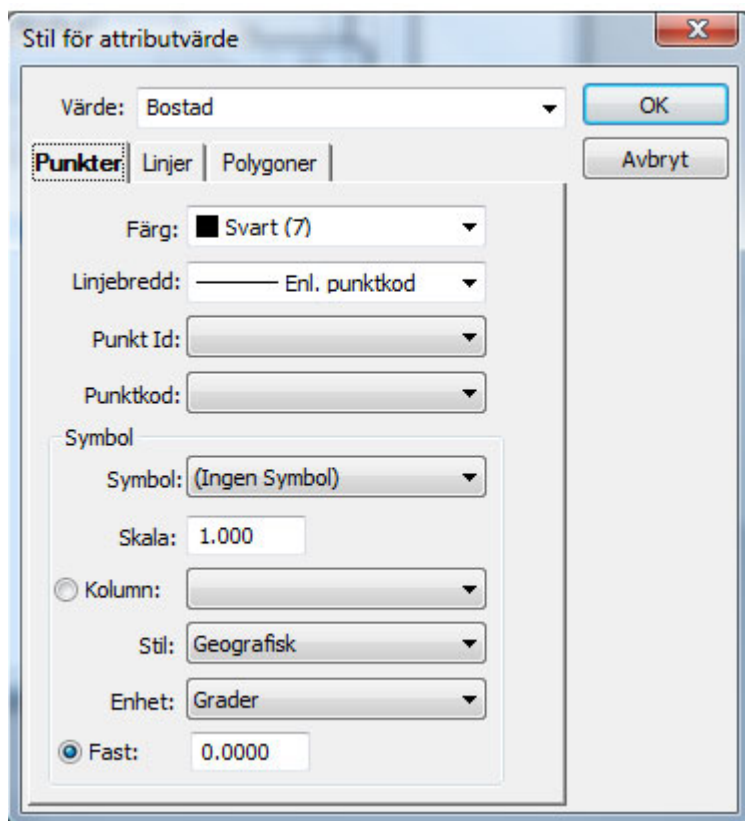 Stil för attributvärde
Värde: Bostad
OK
Avbryt
Punkter Linjer Polygoner
Färg: Svart (7)
Linjebredd: Enl. punktkod
Punkt Id:
Punktkod:
Symbol
Symbol: (Ingen Symbol)
Skala: 1.000
Kolumn:
Stil: Geografisk
Enhet: Grader
Fast: 0.0000